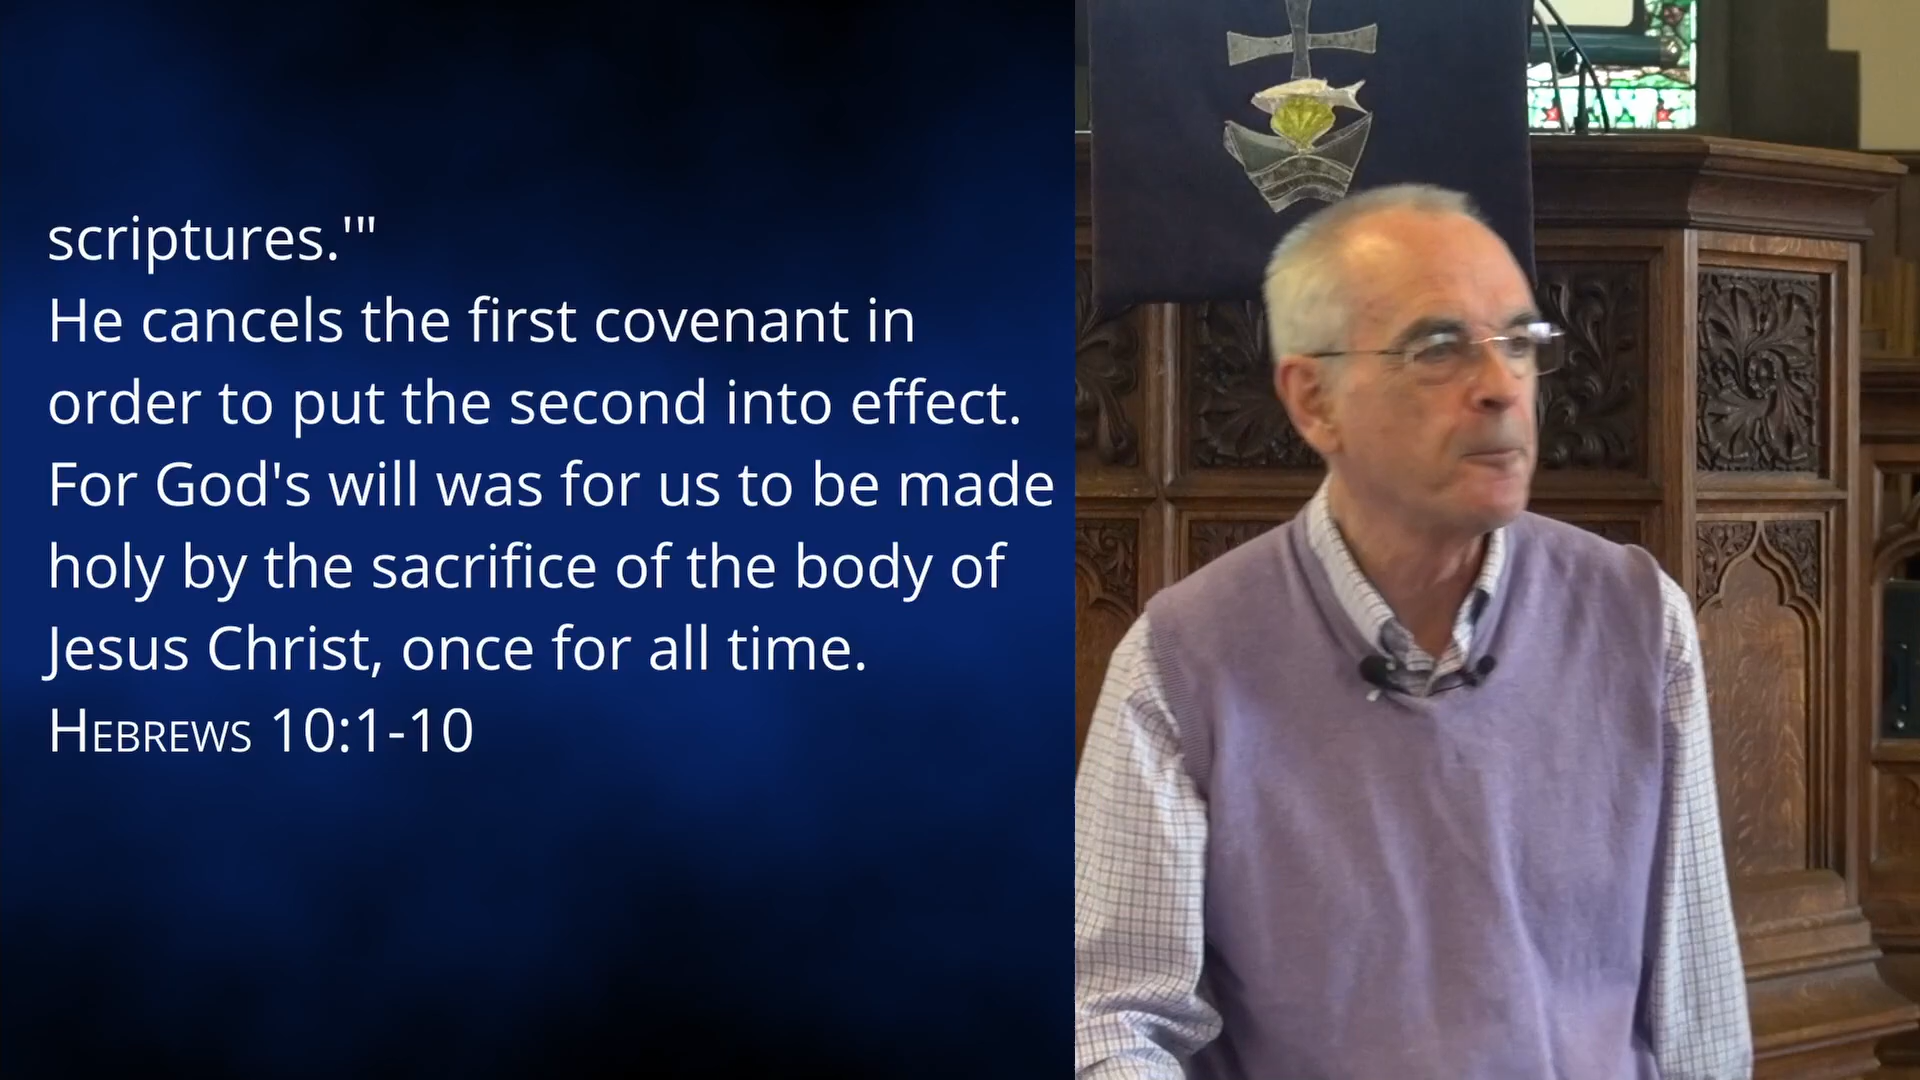 scriptures.'"
He cancels the first covenant in
order to put the second into effect.
For God's will was for us to be made
holy by the sacrifice of the body of
Jesus Christ, once for all time.
HEBREWS 10:1-10